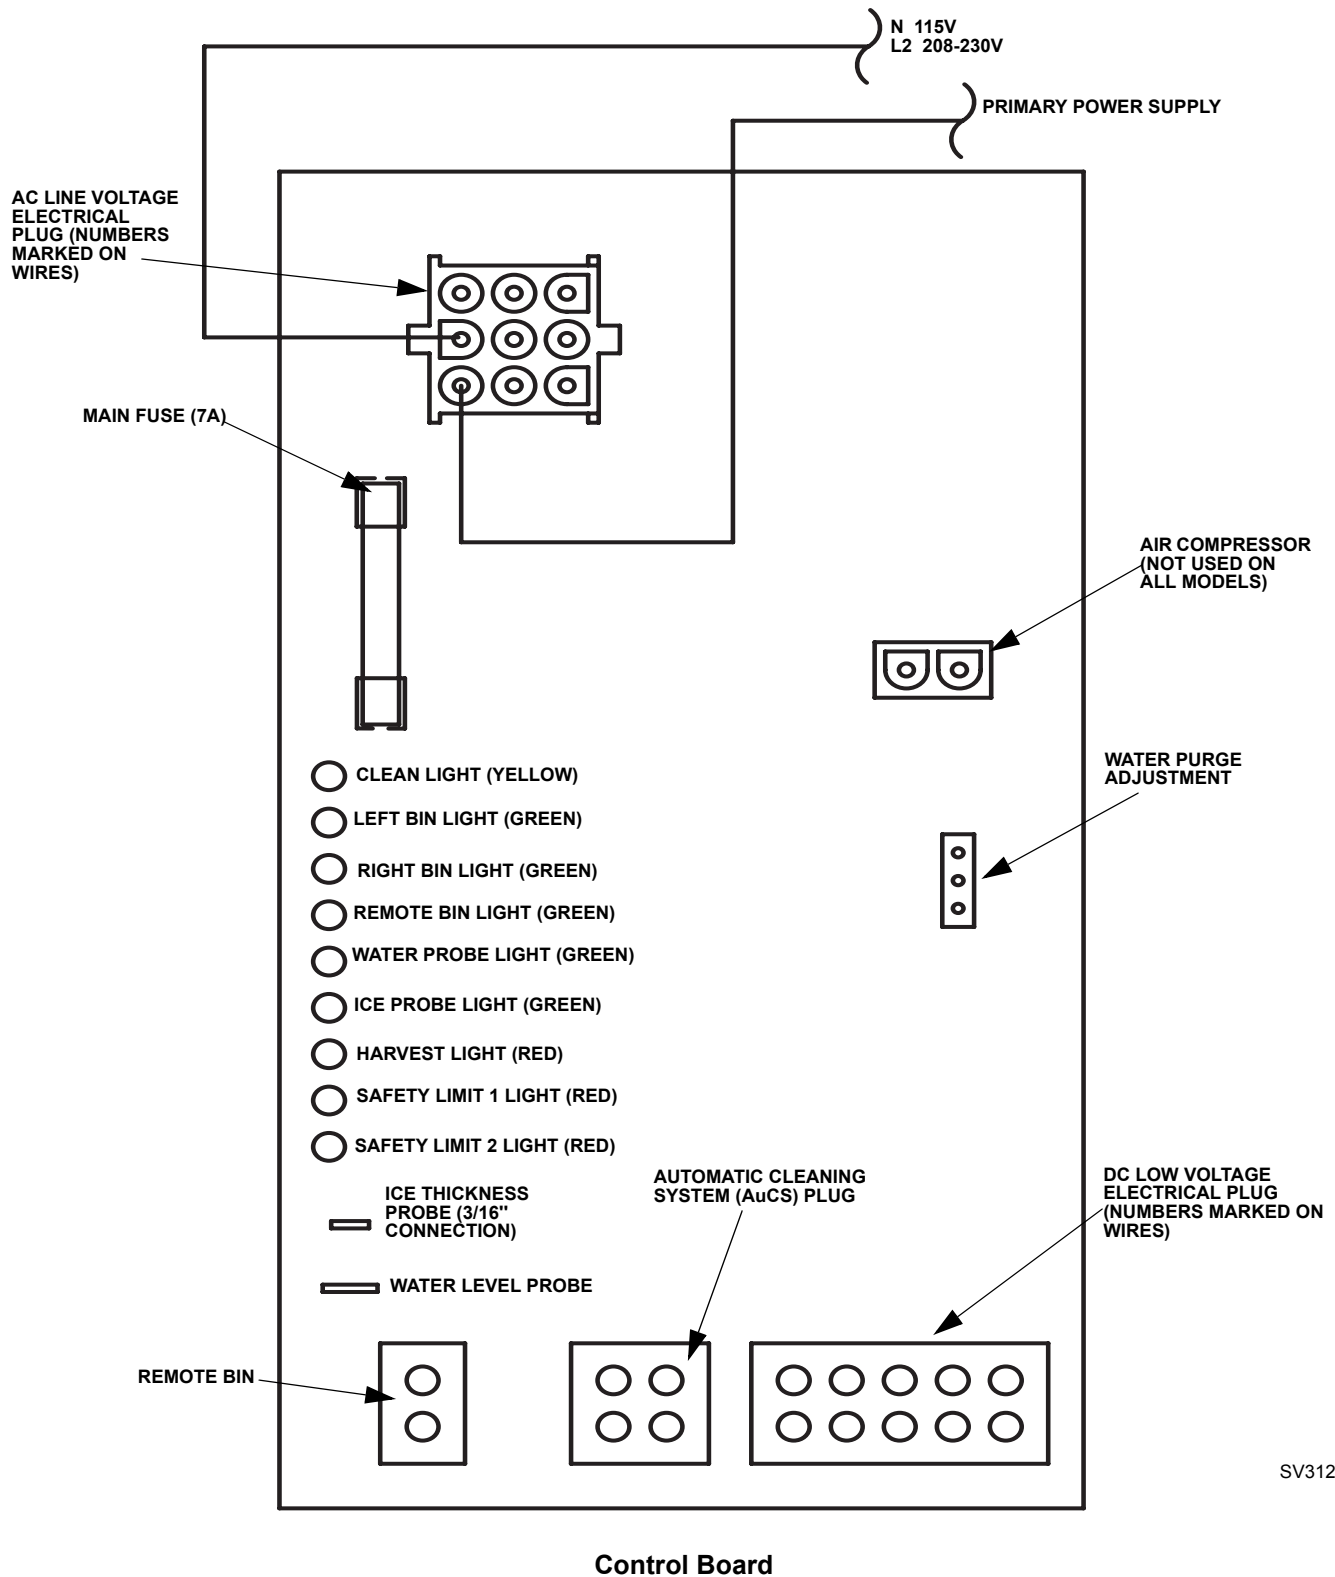 N 115V
L2 208-230V
PRIMARY POWER SUPPLY
AC LINE VOLTAGE
ELECTRICAL
PLUG (NUMBERS
MARKED ON
WIRES)
MAIN FUSE (7A)
AIR COMPRESSOR
(NOT USED ON
ALL MODELS)
WATER PURGE
ADJUSTMENT
CLEAN LIGHT (YELLOW)
LEFT BIN LIGHT (GREEN)
RIGHT BIN LIGHT (GREEN)
REMOTE BIN LIGHT (GREEN)
WATER PROBE LIGHT (GREEN)
ICE PROBE LIGHT (GREEN)
HARVEST LIGHT (RED)
SAFETY LIMIT 1 LIGHT (RED)
SAFETY LIMIT 2 LIGHT (RED)
ICE THICKNESS
PROBE (3/16"
CONNECTION)
AUTOMATIC CLEANING
SYSTEM (AuCS) PLUG
DC LOW VOLTAGE
ELECTRICAL PLUG
(NUMBERS MARKED ON
WIRES)
WATER LEVEL PROBE
REMOTE BIN
SV312
Control Board